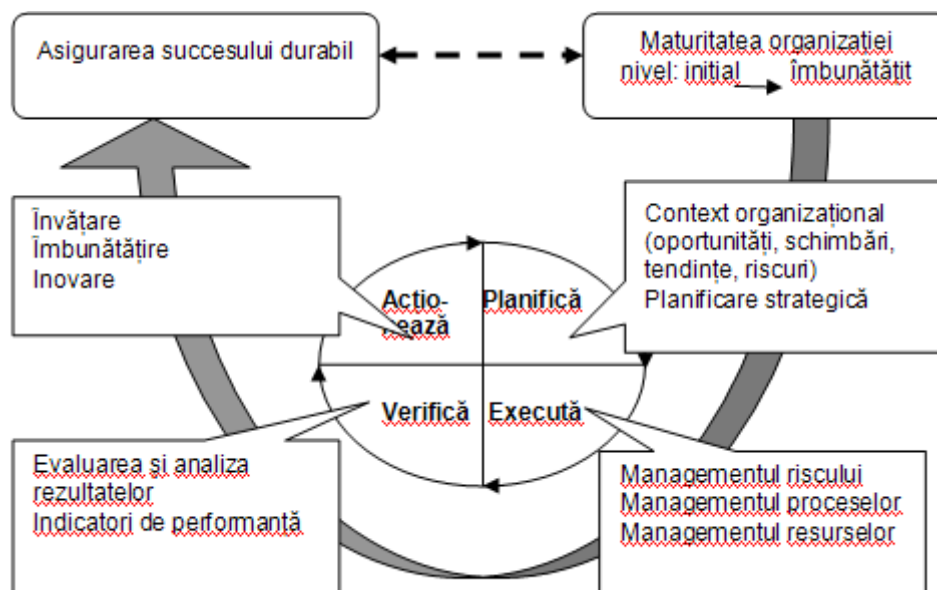 Asigurarea succesului durabil
Maturitatea organizației
nivel: inițial îmbunătățit
Învățare
Îmbunătățire
Inovare
Context organizațional
(oportunități, schimbări,
tendințe, riscuri)
Planificare strategică
Acțio-
nează
Planifică
Verifică
Execută
Evaluarea și analiza
rezultatelor
Indicatori de performanță
Managementul riscului
Managementul proceselor
Managementul resurselor